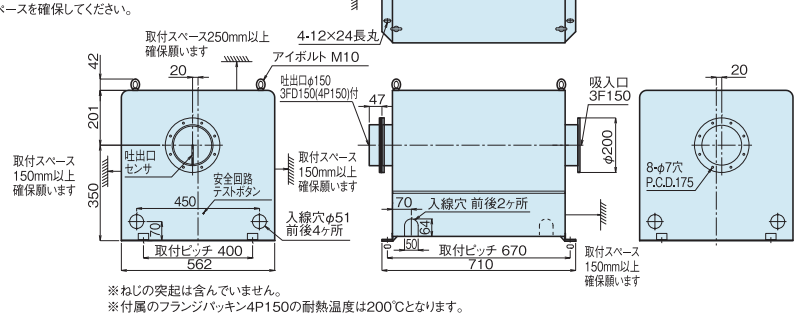 ペースを確保してください。
4-12×24長丸
取付スペース250mm以上
確保願います
アイボルト M10
20
42
201
350
吐出口φ150
3FD150(4P150)付
47
吸入口
3F150
20
φ200
吐出口
センサ
取付スペース
150mm以上
確保願います
取付スペース
150mm以上
確保願います
安全回路
テストボタン
8-φ7穴
P.C.D.175
450
70
入線穴φ51
前後4ヶ所
70
入線穴 前後2ヶ所
64
50
取付ピッチ 400
562
取付ピッチ 670
710
取付スペース
150mm以上
確保願います
※ねじの突起は含んでいません。
※付属のフランジパッキン4P150の耐熱温度は200℃となります。